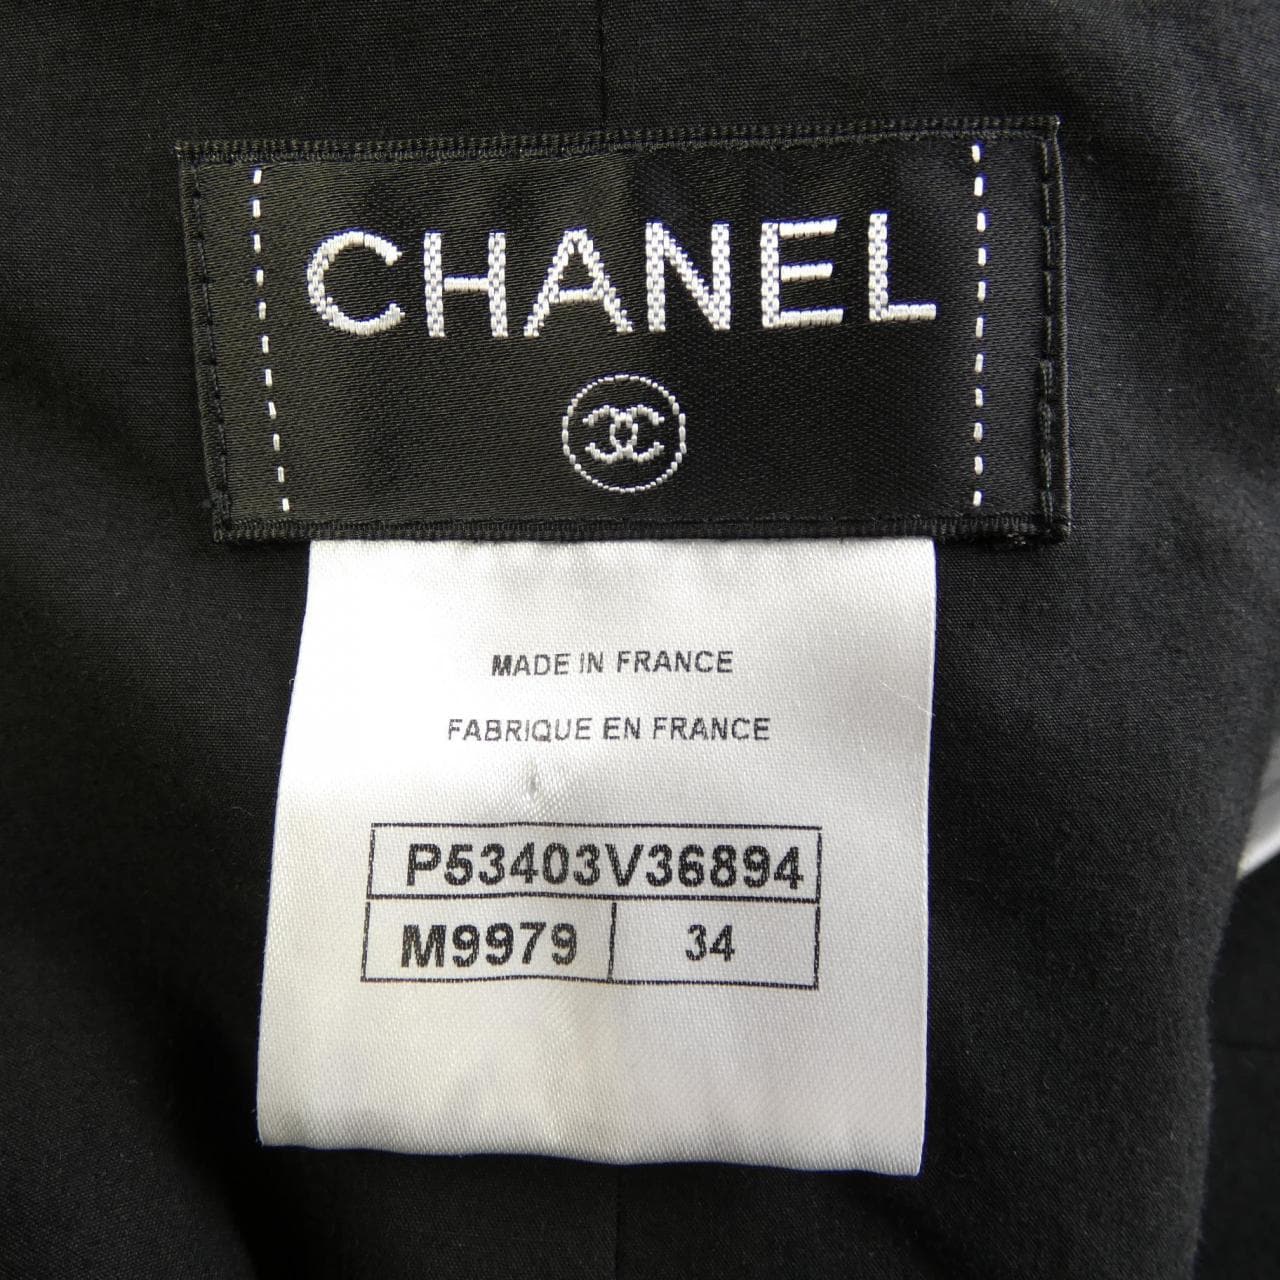 CHANEL
MADE IN FRANCE
FABRIQUE EN FRANCE
P53403V36894
M9979 34